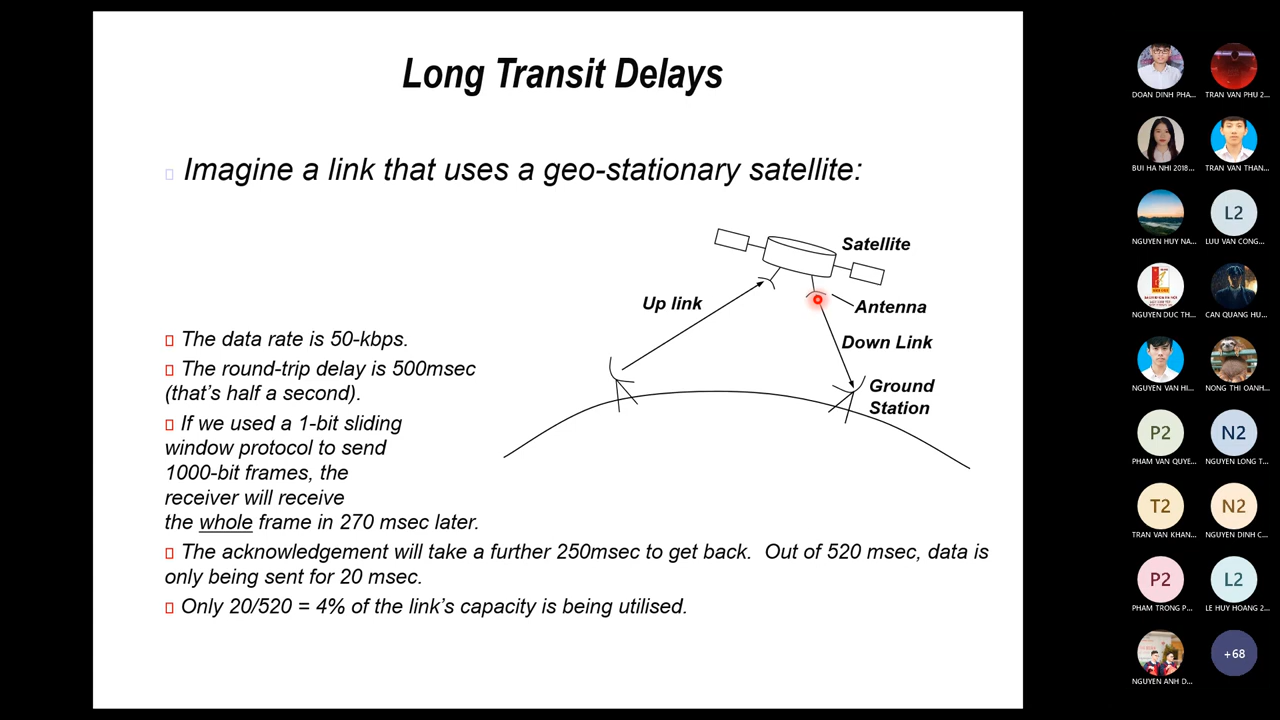 Long Transit Delays
Imagine a link that uses a geo-stationary satellite:
Satellite
Up link
Antenna
Down Link
Ground
Station
The data rate is 50-kbps.
The round-trip delay is 500msec
(that's half a second).
If we used a 1-bit sliding
window protocol to send
1000-bit frames, the
receiver will receive
the whole frame in 270 msec later.
The acknowledgement will take a further 250msec to get back. Out of 520 msec, data is
only being sent for 20 msec.
Only 20/520 = 4% of the link's capacity is being utilised.
DOAN DINH PHA...
TRAN VAN PHU 2...
BUI HA NHI 2018...
TRAN VAN THAN...
L2
NGUYEN HUY NA...
LUU VAN CONG...
NGUYEN DUC TH...
CAN QUANG HU...
NGUYEN VAN HI...
NONG THI OANH...
P2
N2
PHAM VAN QUYE...
NGUYEN LONG T...
T2
N2
TRAN VAN KHAN...
NGUYEN DINH C...
P2
L2
PHAM TRONG P...
LE HUY HOANG 2...
+68
NGUYEN ANH D...